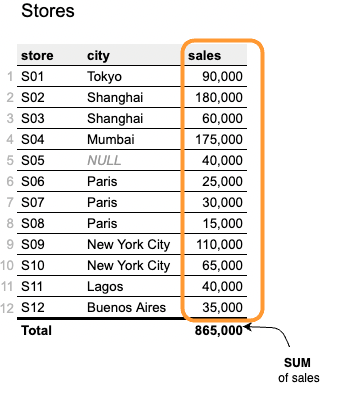 Stores
store city sales
1 S01 Tokyo 90,000
2 S02 Shanghai 180,000
3 S03 Shanghai 60,000
4 S04 Mumbai 175,000
5 S05 NULL 40,000
6 S06 Paris 25,000
7 S07 Paris 30,000
8 S08 Paris 15,000
9 S09 New York City 110,000
10 S10 New York City 65,000
11 S11 Lagos 40,000
12 S12 Buenos Aires 35,000
Total 865,000
SUM
of sales